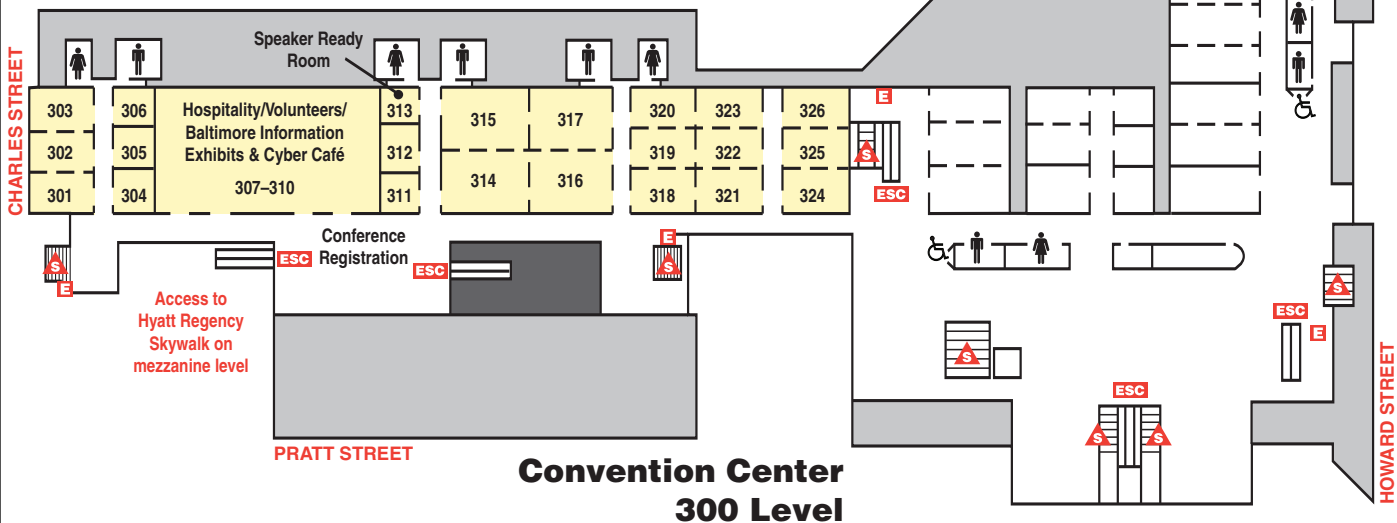 CHARLES STREET
Speaker Ready
Room
303
302
301
306
305
304
Hospitality/Volunteers/
Baltimore Information
Exhibits & Cyber Café
307–310
313
312
311
315
314
317
316
320
319
318
323
322
321
326
325
324
E
S
ESC
S
E
ESC
Conference
Registration
ESC
E
S
Access to
Hyatt Regency
Skywalk on
mezzanine level
S
S
ESC
E
ESC
S
S
HOWARD STREET
PRATT STREET
Convention Center
300 Level